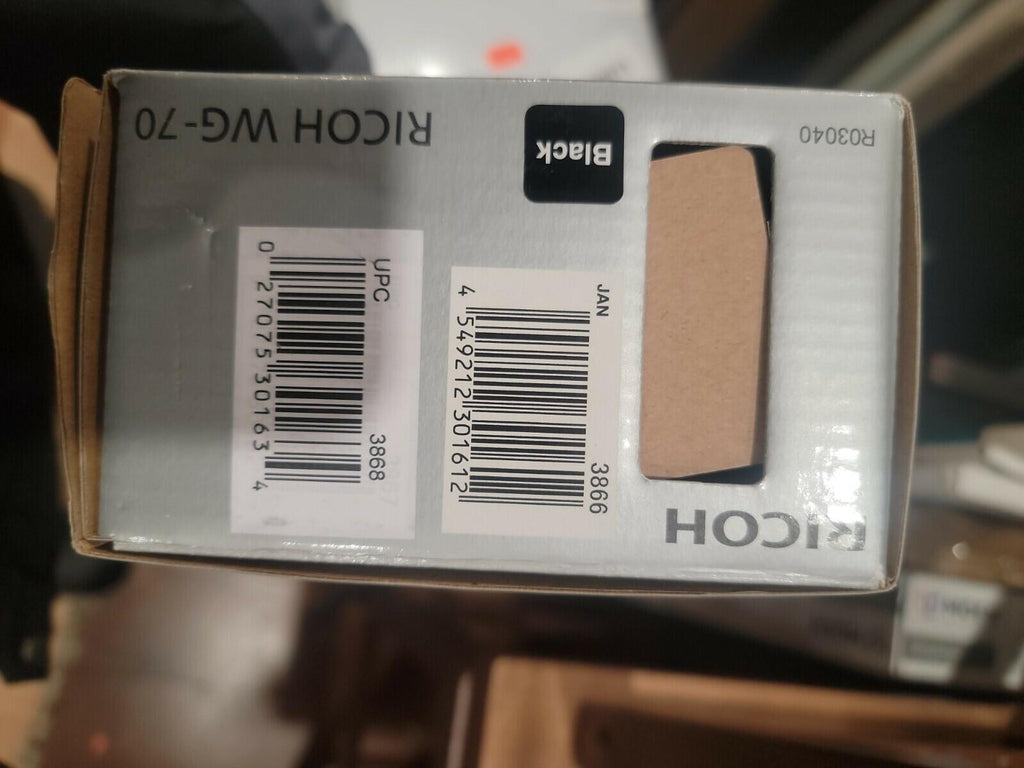 RICOH
R03040
Black
RICOH WG-70
JAN
4 549212 301612
3866
UPC
0 27075 30163 4
3868